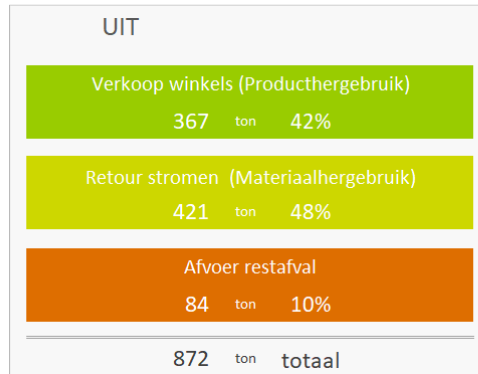 UIT
Verkoop winkels (Producthergebruik)
367 ton 42%
Retour stromen (Materiaalhergebruik)
421 ton 48%
Afvoer restafval
84 ton 10%
872 ton totaal